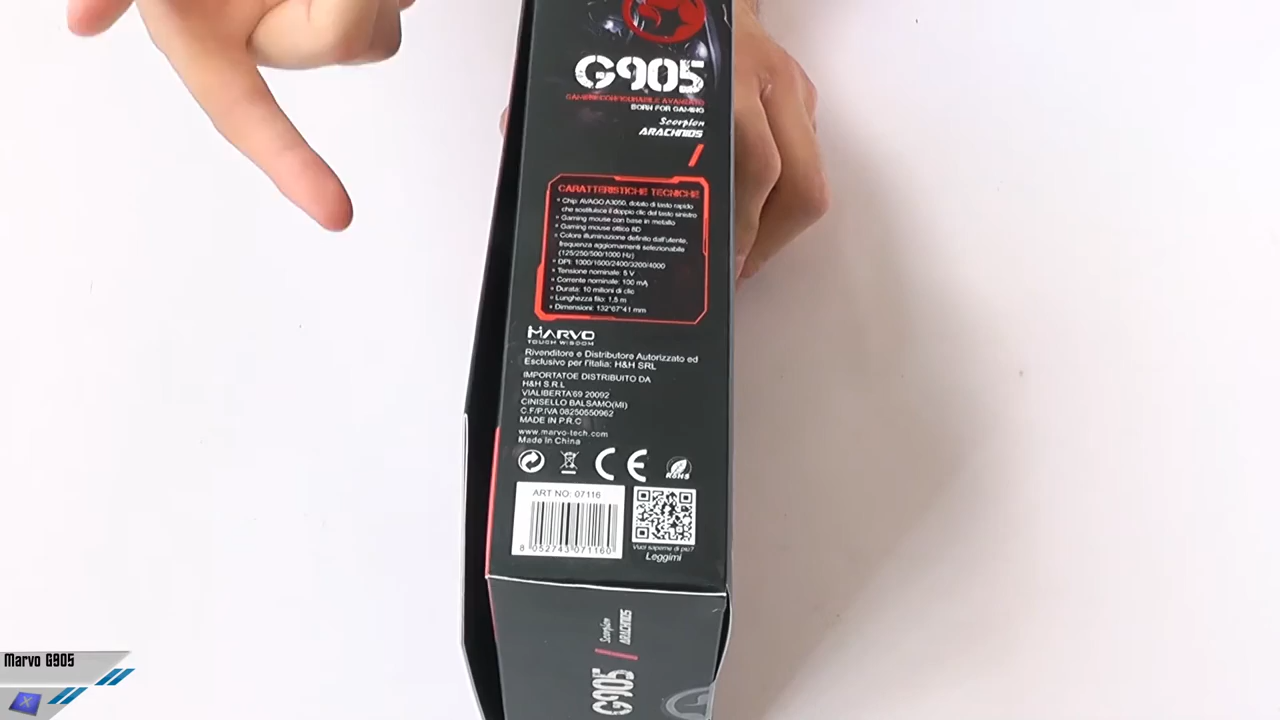 G905
GAMING CONFIGURABILE AVANZATO
BORN FOR GAMING
Scorpion
ARACHNIDS
CARATTERISTICHE TECNICHE
• Chip: AVAGO A3050, dotato di tasto rapido
che sostituisce il doppio clic del tasto sinistro
• Gaming mouse con base in metallo
• Gaming mouse ottico 8D
• Colore illuminazione definito dall'utente,
frequenza aggiornamenti selezionabile
(125/250/500/1000 Hz)
• DPI: 1000/1600/2400/3200/4000
• Tensione nominale: 5 V
• Corrente nominale: 100 mA
• Durata: 10 milioni di clic
• Lunghezza filo: 1,5 m
• Dimensioni: 132*67*41 mm
MARVO
TOUCH WISDOM
Rivenditore e Distributore Autorizzato ed
Esclusivo per l'Italia: H&H SRL
IMPORTATOE DISTRIBUITO DA
H&H S.R.L
VIALIBERTA'69 20092
CINISELLO BALSAMO(MI)
C.F/P.IVA 08250550962
MADE IN P.R.C
www.marvo-tech.com
Made in China
CE
RoHS
ART NO: 07116
8 052743 071160
Vuoi saperne di più?
Leggimi
G905 / Scorpion
ARACHNIDS
Marvo G905